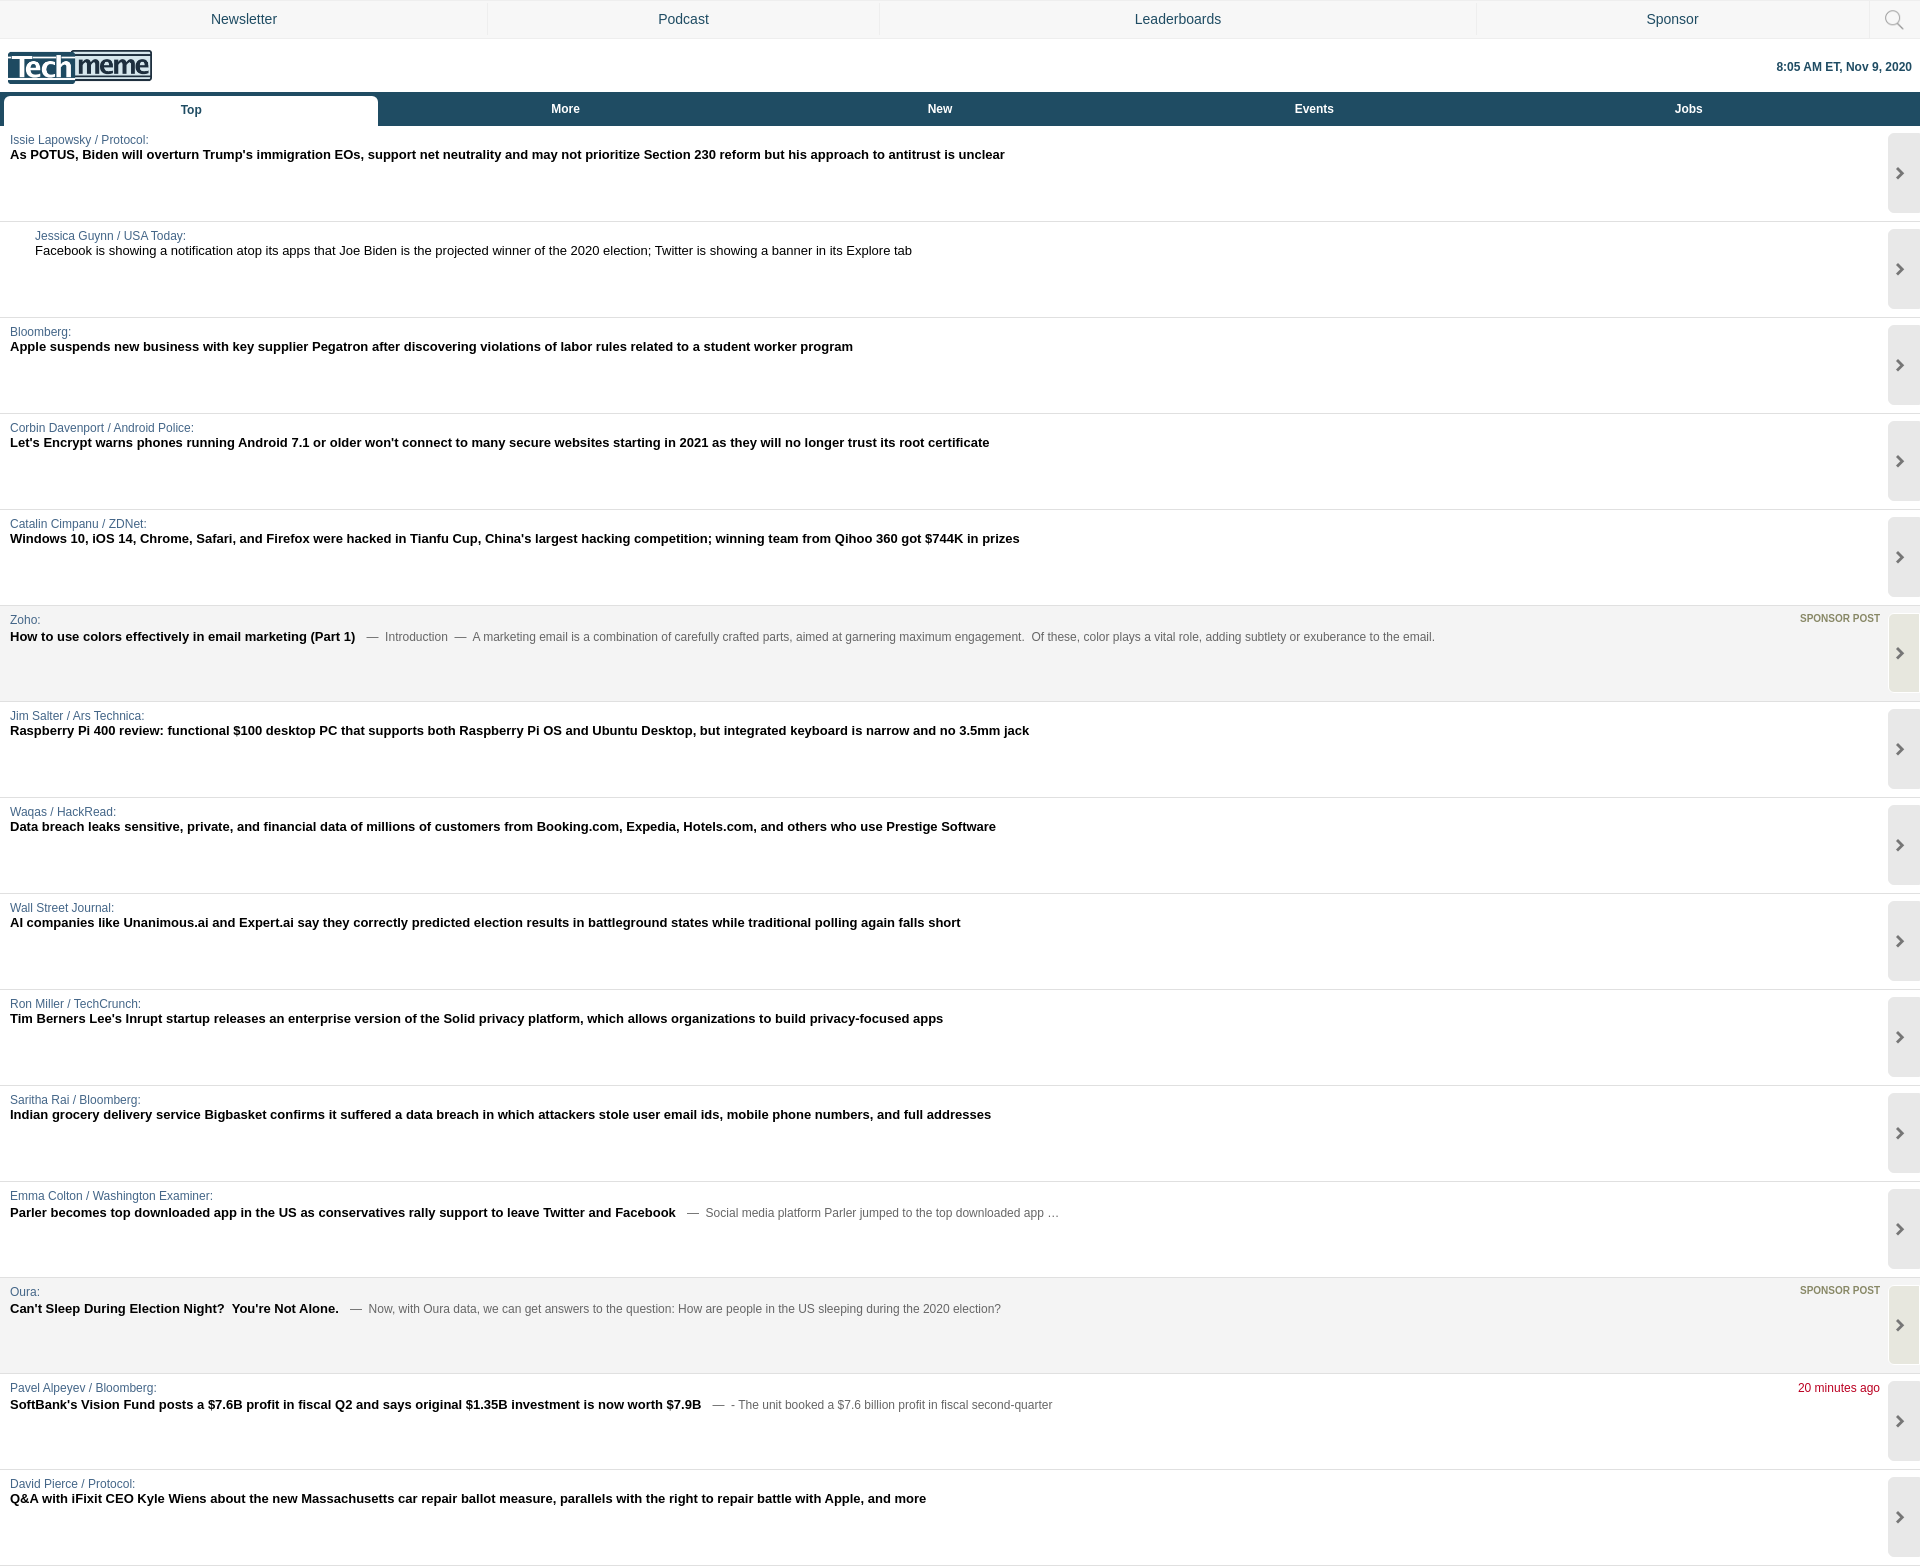 Newsletter
Podcast
Leaderboards
Sponsor
Techmeme
8:05 AM ET, Nov 9, 2020
Top
More
New
Events
Jobs
Issie Lapowsky / Protocol:
As POTUS, Biden will overturn Trump's immigration EOs, support net neutrality and may not prioritize Section 230 reform but his approach to antitrust is unclear
Jessica Guynn / USA Today:
Facebook is showing a notification atop its apps that Joe Biden is the projected winner of the 2020 election; Twitter is showing a banner in its Explore tab
Bloomberg:
Apple suspends new business with key supplier Pegatron after discovering violations of labor rules related to a student worker program
Corbin Davenport / Android Police:
Let's Encrypt warns phones running Android 7.1 or older won't connect to many secure websites starting in 2021 as they will no longer trust its root certificate
Catalin Cimpanu / ZDNet:
Windows 10, iOS 14, Chrome, Safari, and Firefox were hacked in Tianfu Cup, China's largest hacking competition; winning team from Qihoo 360 got $744K in prizes
Zoho:
SPONSOR POST
How to use colors effectively in email marketing (Part 1) — Introduction — A marketing email is a combination of carefully crafted parts, aimed at garnering maximum engagement. Of these, color plays a vital role, adding subtlety or exuberance to the email.
Jim Salter / Ars Technica:
Raspberry Pi 400 review: functional $100 desktop PC that supports both Raspberry Pi OS and Ubuntu Desktop, but integrated keyboard is narrow and no 3.5mm jack
Waqas / HackRead:
Data breach leaks sensitive, private, and financial data of millions of customers from Booking.com, Expedia, Hotels.com, and others who use Prestige Software
Wall Street Journal:
AI companies like Unanimous.ai and Expert.ai say they correctly predicted election results in battleground states while traditional polling again falls short
Ron Miller / TechCrunch:
Tim Berners Lee's Inrupt startup releases an enterprise version of the Solid privacy platform, which allows organizations to build privacy-focused apps
Saritha Rai / Bloomberg:
Indian grocery delivery service Bigbasket confirms it suffered a data breach in which attackers stole user email ids, mobile phone numbers, and full addresses
Emma Colton / Washington Examiner:
Parler becomes top downloaded app in the US as conservatives rally support to leave Twitter and Facebook — Social media platform Parler jumped to the top downloaded app …
Oura:
SPONSOR POST
Can't Sleep During Election Night? You're Not Alone. — Now, with Oura data, we can get answers to the question: How are people in the US sleeping during the 2020 election?
Pavel Alpeyev / Bloomberg:
20 minutes ago
SoftBank's Vision Fund posts a $7.6B profit in fiscal Q2 and says original $1.35B investment is now worth $7.9B — - The unit booked a $7.6 billion profit in fiscal second-quarter
David Pierce / Protocol:
Q&A with iFixit CEO Kyle Wiens about the new Massachusetts car repair ballot measure, parallels with the right to repair battle with Apple, and more